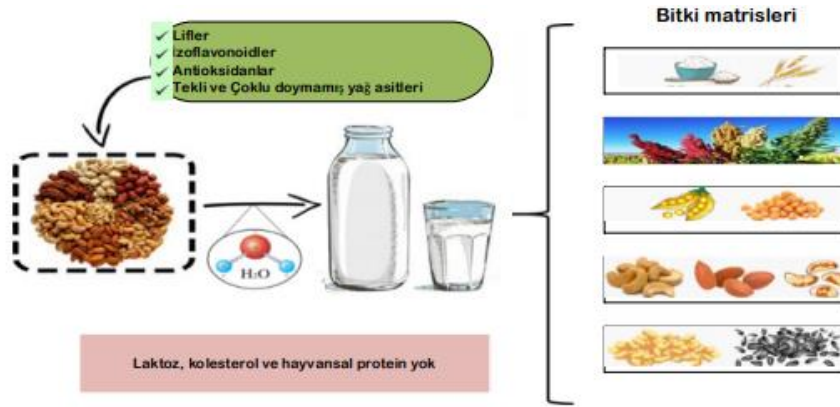 Bitki matrisleri
Lifler
İzoflavonoidler
Antioksidanlar
Tekli ve Çoklu doymamış yağ asitleri
H₂O
Laktoz, kolesterol ve hayvansal protein yok